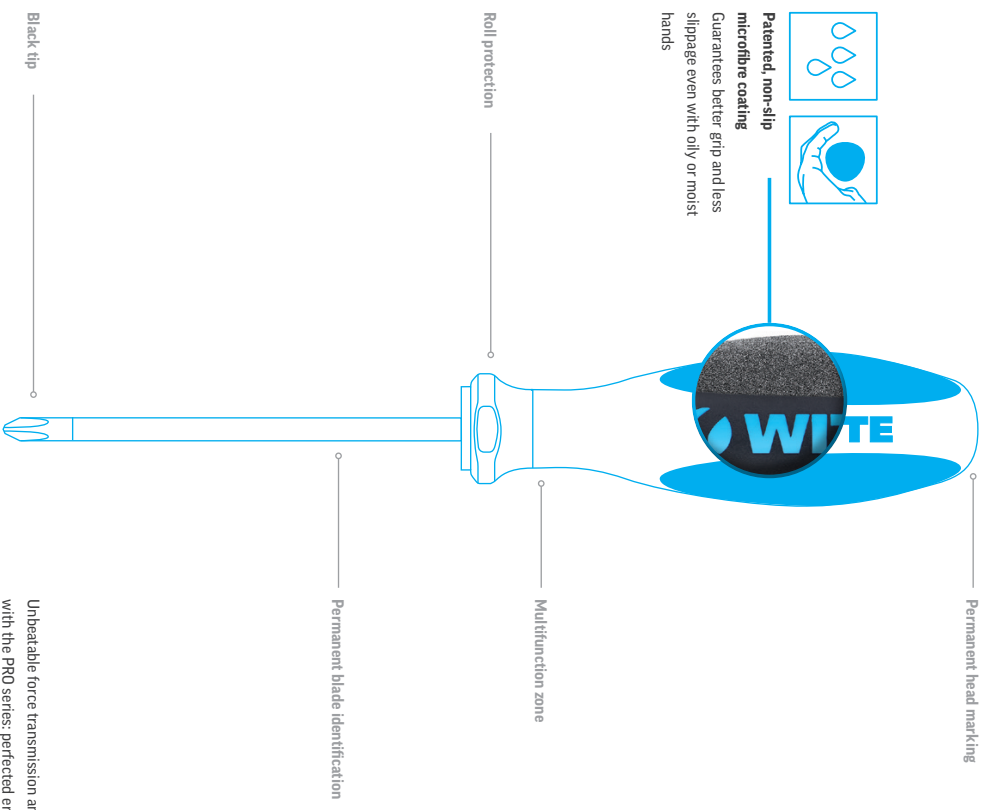 Patented, non-slip
microfibre coating
Guarantees better grip and less
slippage even with oily or moist
hands
Roll protection
Black tip
WITTE
Permanent head marking
Multifunction zone
Permanent blade identification
Unbeatable force transmission
with the PRO series: perfected